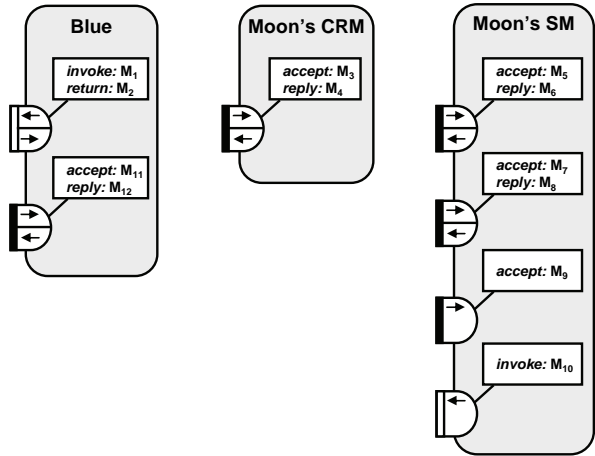 Blue
invoke: M₁
return: M₂
accept: M₁₁
reply: M₁₂
Moon's CRM
accept: M₃
reply: M₄
Moon's SM
accept: M₅
reply: M₆
accept: M₇
reply: M₈
accept: M₉
invoke: M₁₀